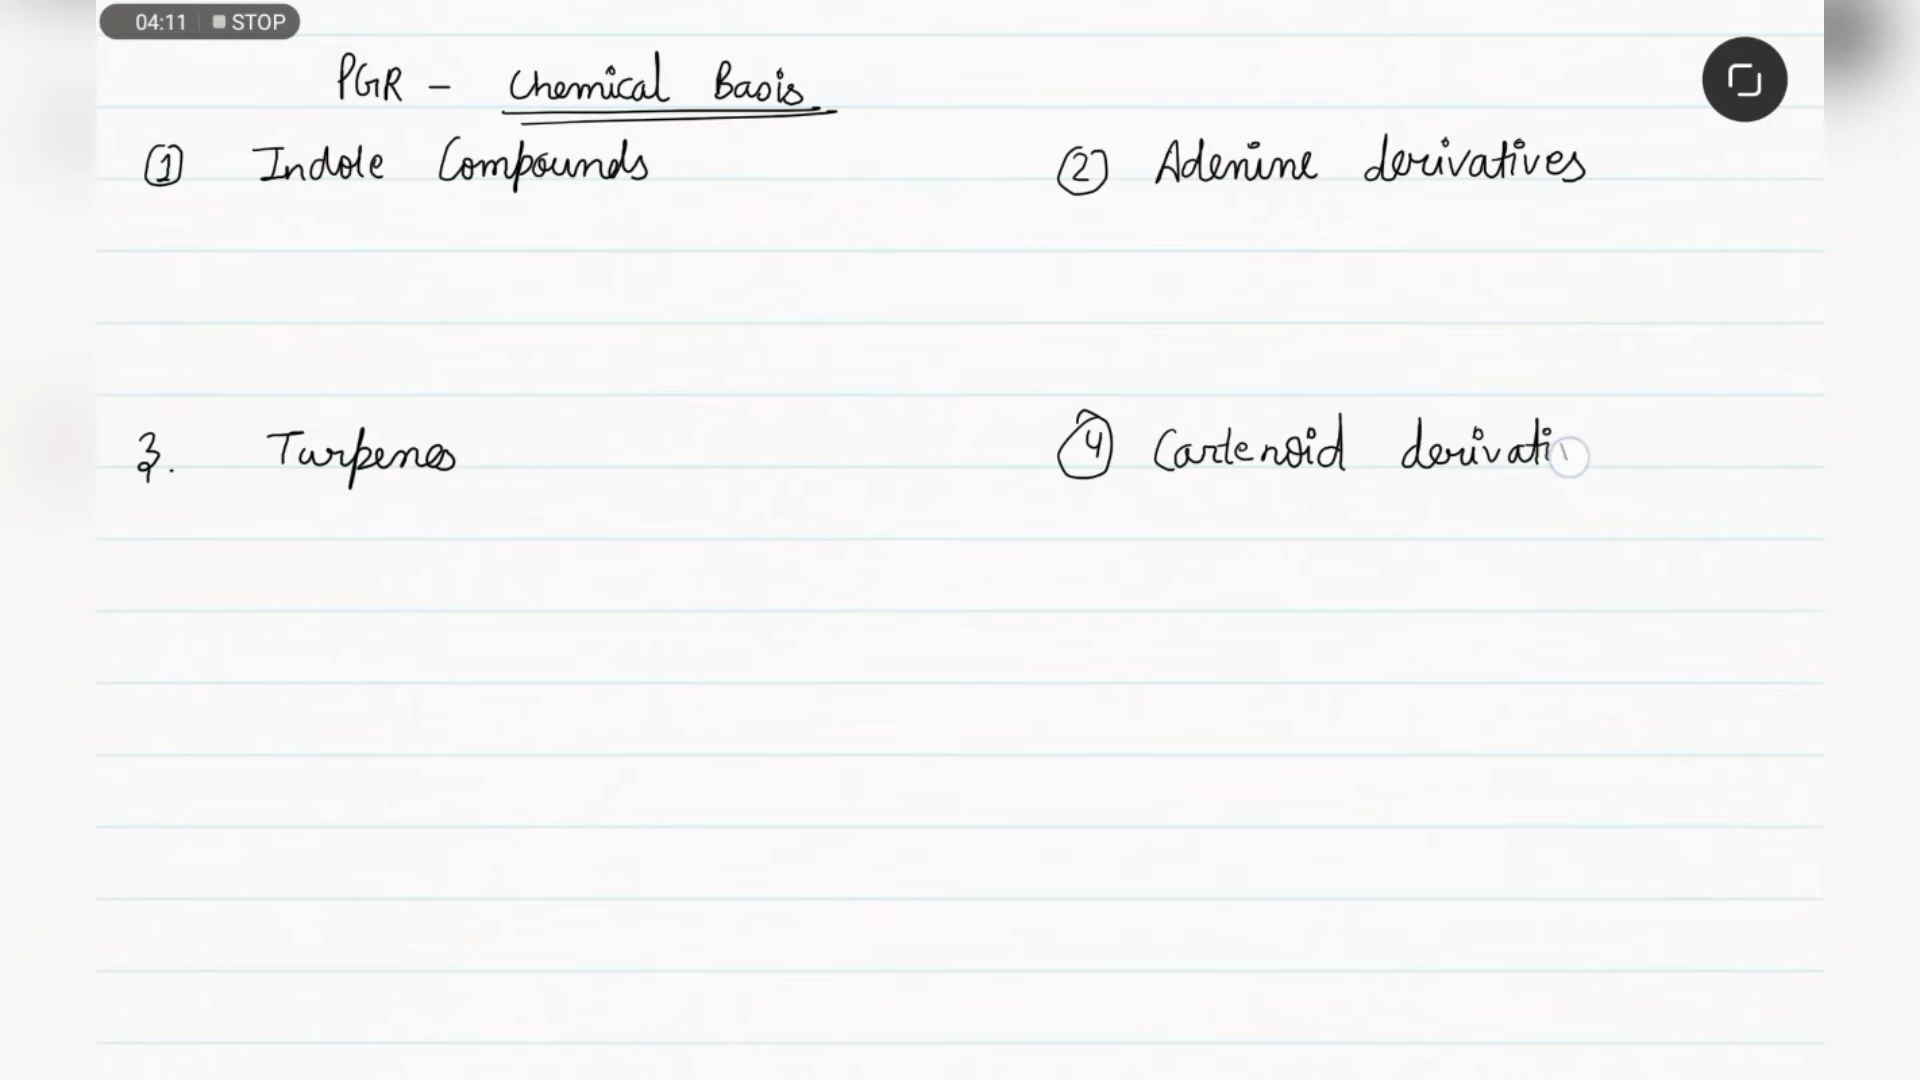 04:11 STOP
PGR - Chemical Basis
① Indole Compounds
② Adenine derivatives
3. Turpenes
④ Cartenoid derivati